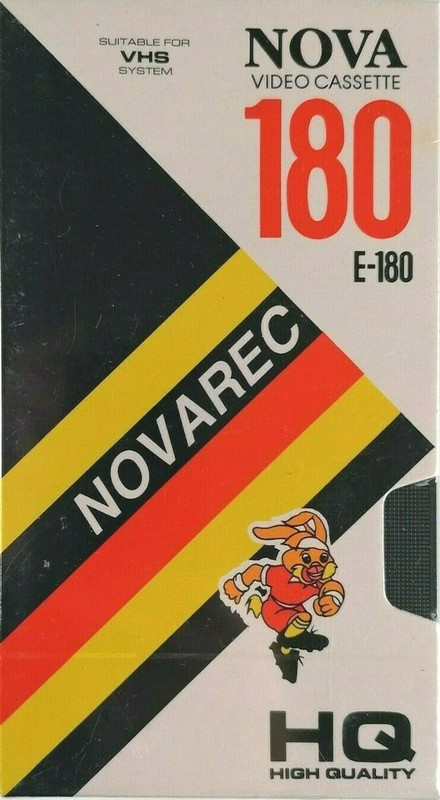 SUITABLE FOR
VHS
SYSTEM
NOVA
VIDEO CASSETTE
180
E-180
NOVAREC
HQ
HIGH QUALITY